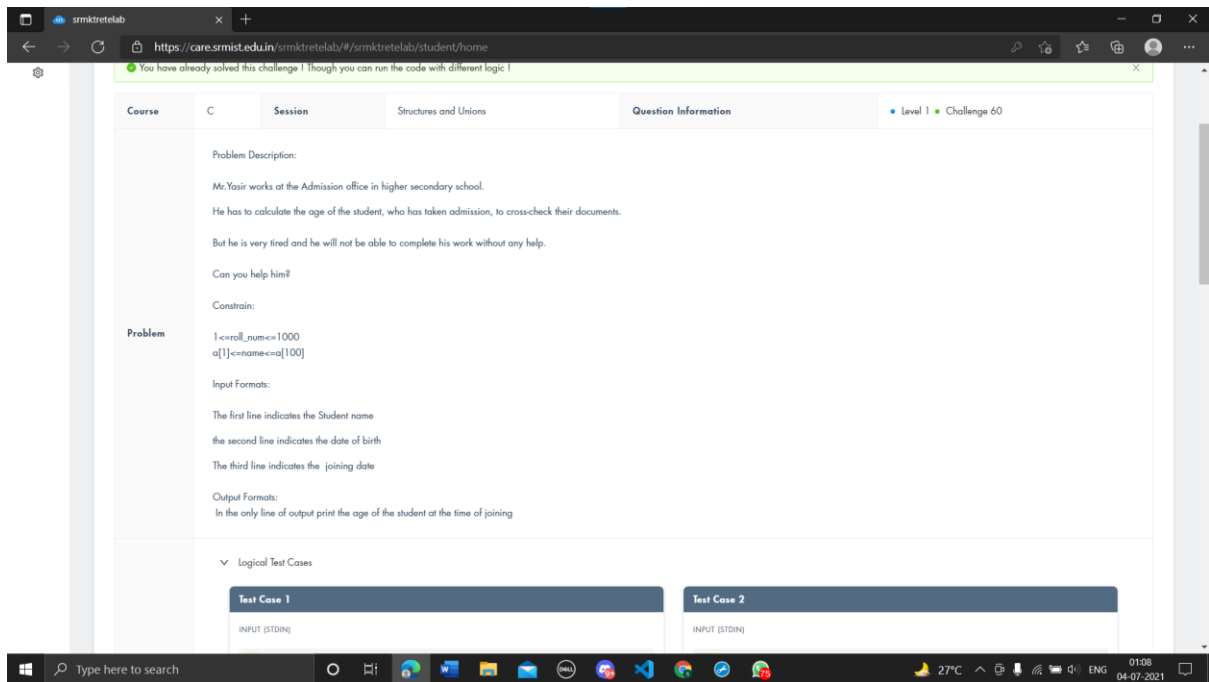 srmktretelab
https://care.srmist.edu.in/srmktretelab/#/srmktretelab/student/home
You have already solved this challenge ! Though you can run the code with different logic !
Course C Session Structures and Unions Question Information Level 1 Challenge 60
Problem
Problem Description:
Mr.Yasir works at the Admission office in higher secondary school.
He has to calculate the age of the student, who has taken admission, to cross-check their documents.
But he is very tired and he will not be able to complete his work without any help.
Can you help him?
Constrain:
1<=roll_num<=1000
a[1]<=name<=a[100]
Input Formats:
The first line indicates the Student name
the second line indicates the date of birth
The third line indicates the joining date
Output Formats:
In the only line of output print the age of the student at the time of joining
Logical Test Cases
Test Case 1
INPUT (STDIN)
Test Case 2
INPUT (STDIN)
Type here to search
DELL
75
27°C
ENG
01:08
04-07-2021